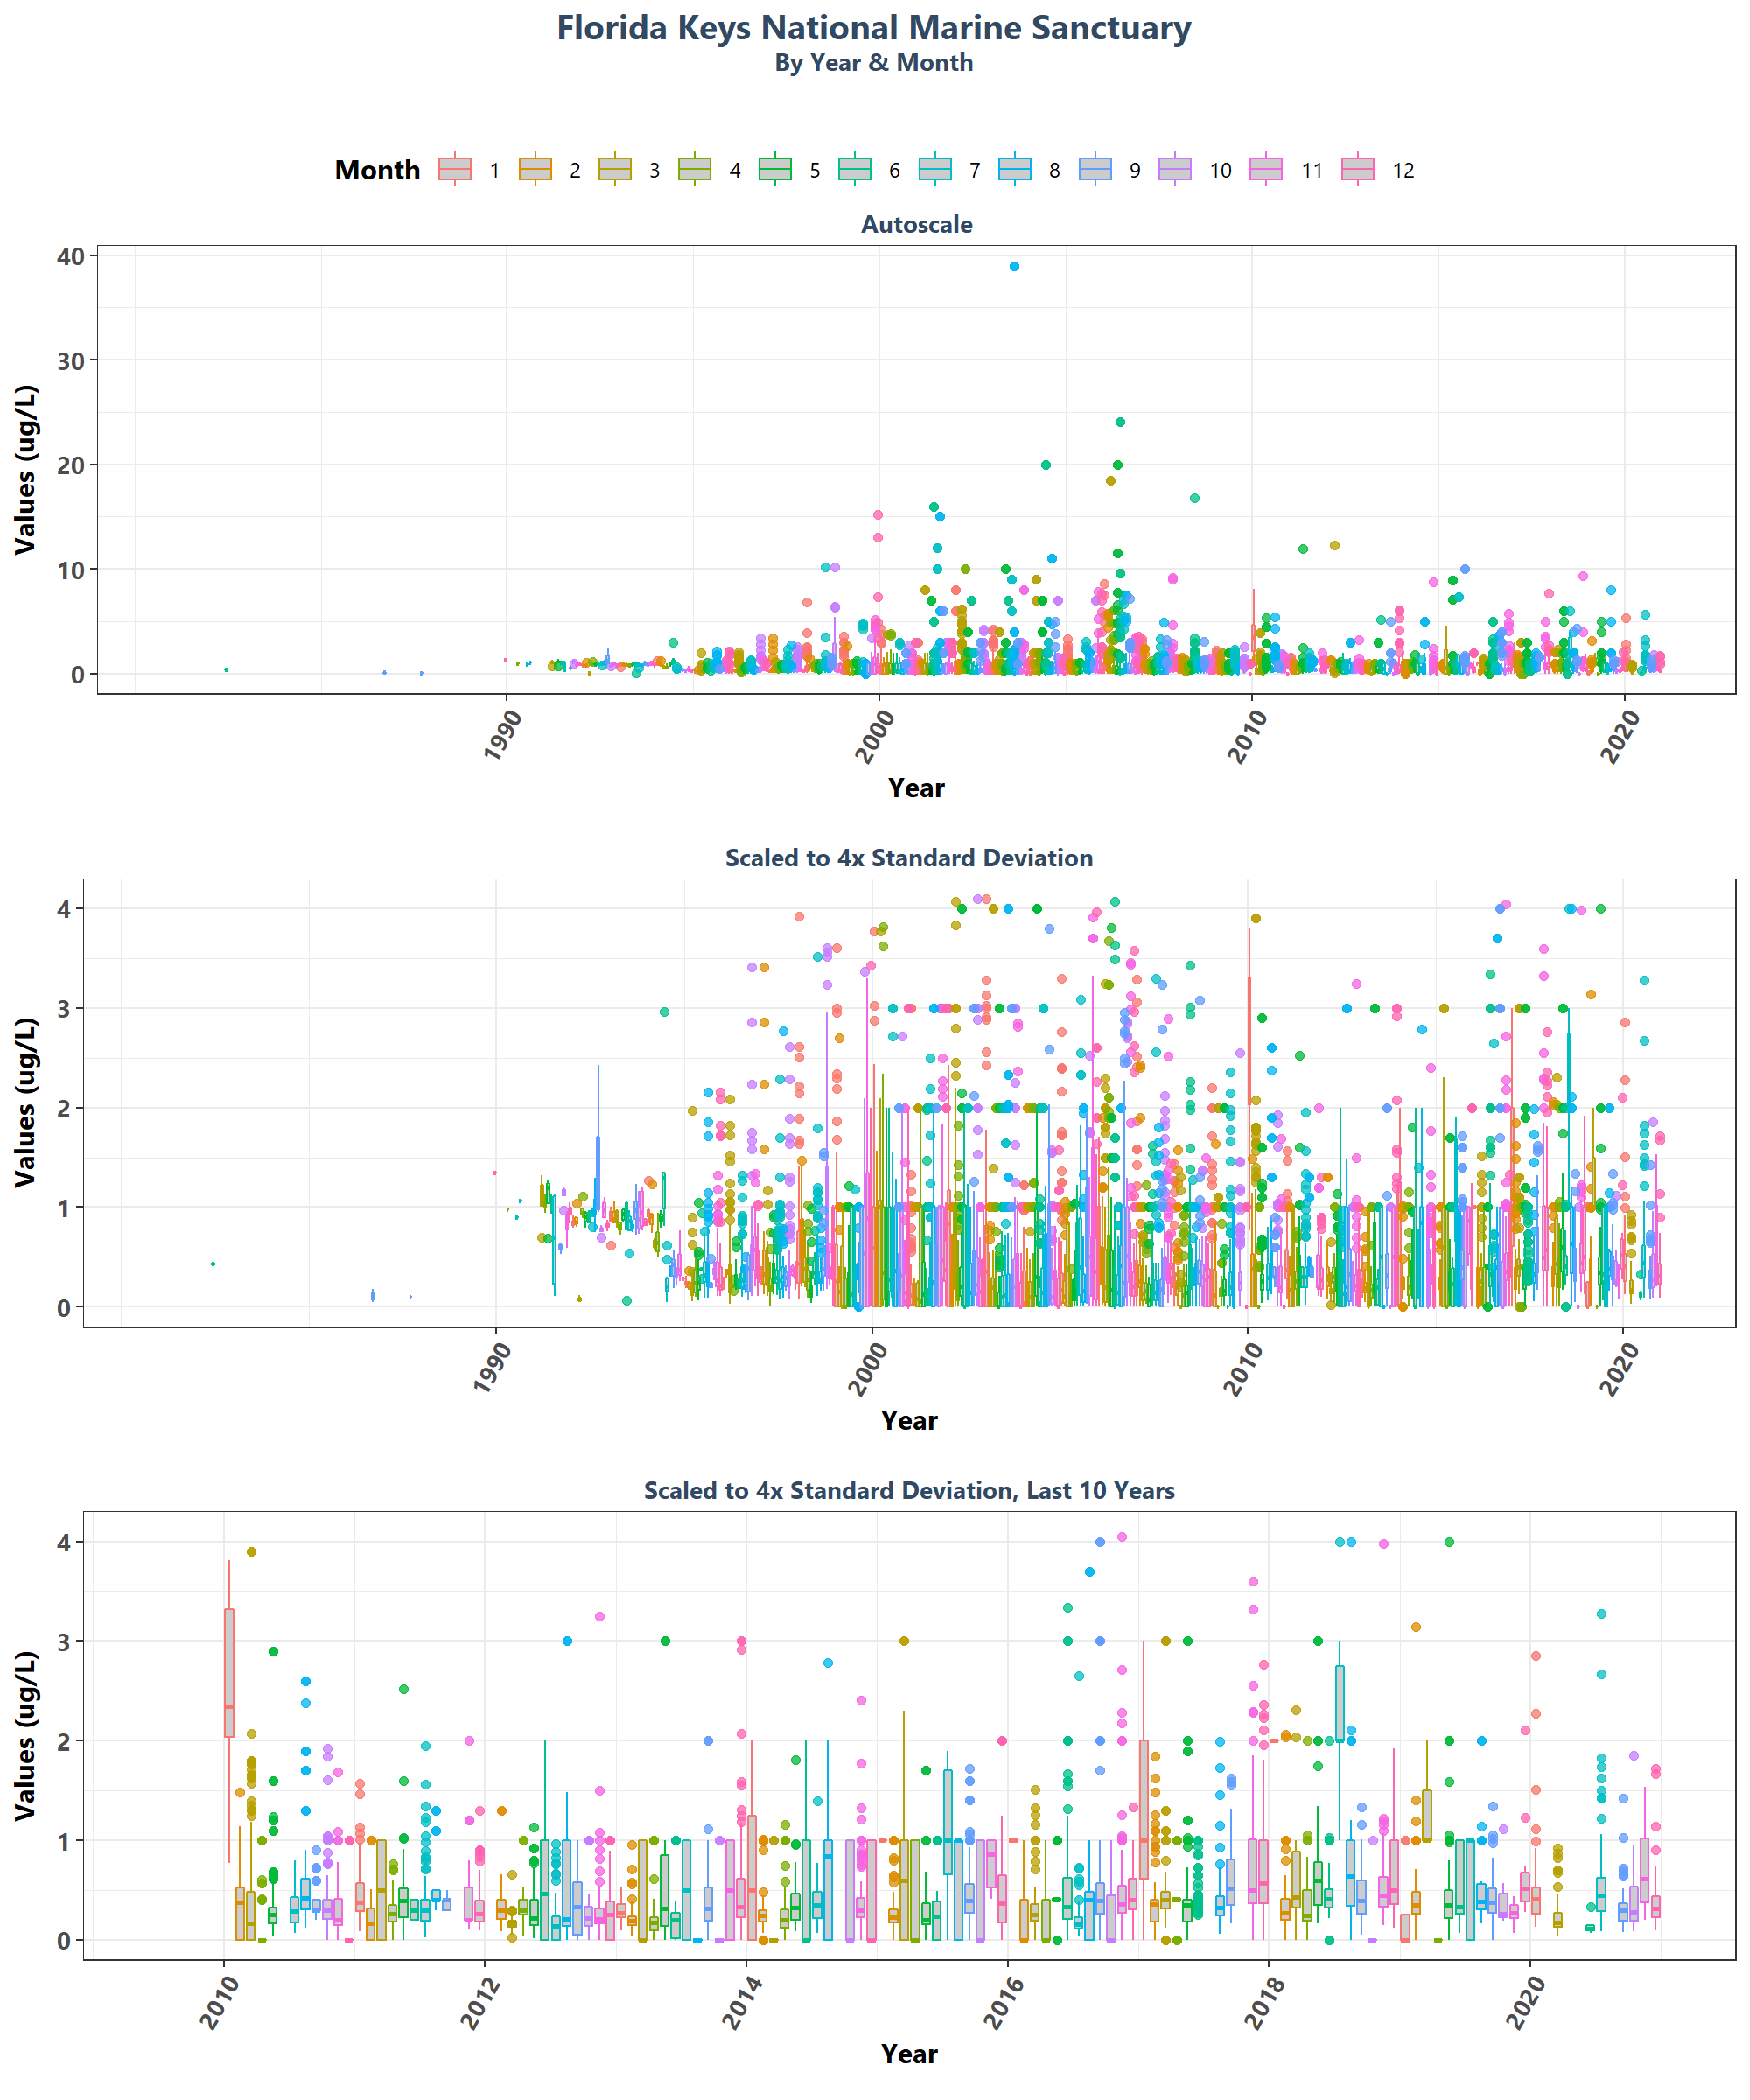 Florida Keys National Marine Sanctuary
By Year & Month
Month 1 2 3 4 5 6 7 8 9 10 11 12
Autoscale
Values (ug/L)
40
30
20
10
0
1990 2000 2010 2020
Year
Scaled to 4x Standard Deviation
Values (ug/L)
4
3
2
1
0
1990 2000 2010 2020
Year
Scaled to 4x Standard Deviation, Last 10 Years
Values (ug/L)
4
3
2
1
0
2010 2012 2014 2016 2018 2020
Year